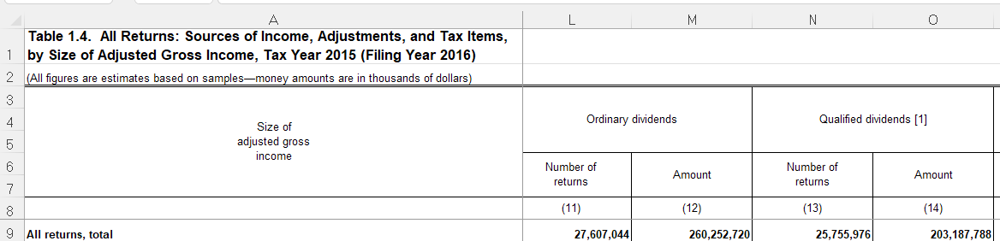 A L M N O
1 Table 1.4.  All Returns: Sources of Income, Adjustments, and Tax Items,
by Size of Adjusted Gross Income, Tax Year 2015 (Filing Year 2016)
2 (All figures are estimates based on samples—money amounts are in thousands of dollars)
3
4
5
6
7
8
Size of
adjusted gross
income
Ordinary dividends Qualified dividends [1]
Number of
returns
Amount
Number of
returns
Amount
(11) (12) (13) (14)
9 All returns, total 27,607,044 260,252,720 25,755,976 203,187,788